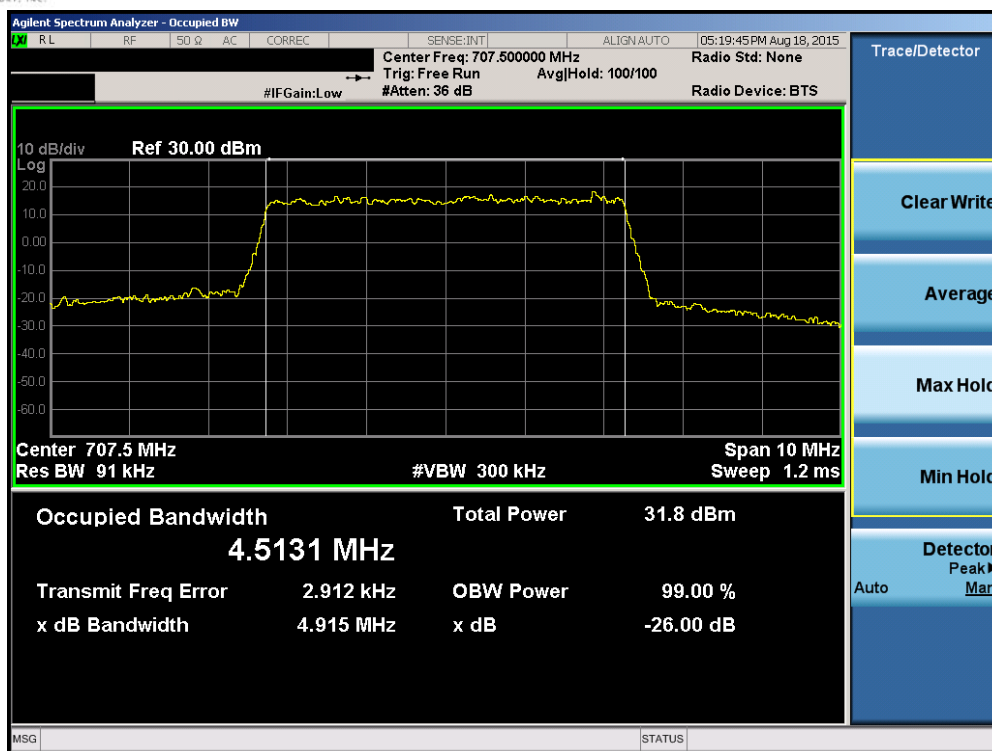 Agilent Spectrum Analyzer - Occupied BW
LXI RL RF 50 Ω AC CORREC SENSE:INT ALIGN AUTO 05:19:45 PM Aug 18, 2015
Center Freq: 707.500000 MHz Radio Std: None
Trig: Free Run Avg|Hold: 100/100
#IFGain:Low #Atten: 36 dB Radio Device: BTS
10 dB/div Ref 30.00 dBm
Log
20.0
10.0
0.00
-10.0
-20.0
-30.0
-40.0
-50.0
-60.0
Center 707.5 MHz Span 10 MHz
Res BW 91 kHz #VBW 300 kHz Sweep 1.2 ms
Occupied Bandwidth Total Power 31.8 dBm
4.5131 MHz
Transmit Freq Error 2.912 kHz OBW Power 99.00 %
x dB Bandwidth 4.915 MHz x dB -26.00 dB
MSG STATUS
Trace/Detector
Clear Write
Average
Max Hold
Min Hold
Detector
Peak
Auto Man